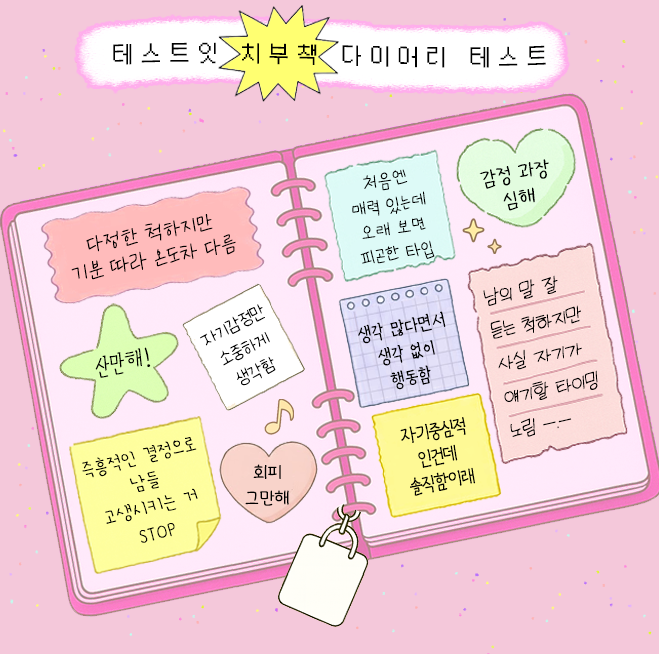 테스트잇 치부책 다이어리 테스트
다정한 척하지만
기분 따라 온도차 다름
산만해!
자기감정만
소중하게
생각함
즉흥적인 결정으로
남들
고생시키는 거
STOP
회피
그만해
처음엔
매력 있는데
오래 보면
피곤한 타입
감정 과장
심해
생각 많다면서
생각 없이
행동함
남의 말 잘
듣는 척하지만
사실 자기가
얘기할 타이밍
노림 ㅡ.ㅡ
자기중심적
인건데
솔직함이래